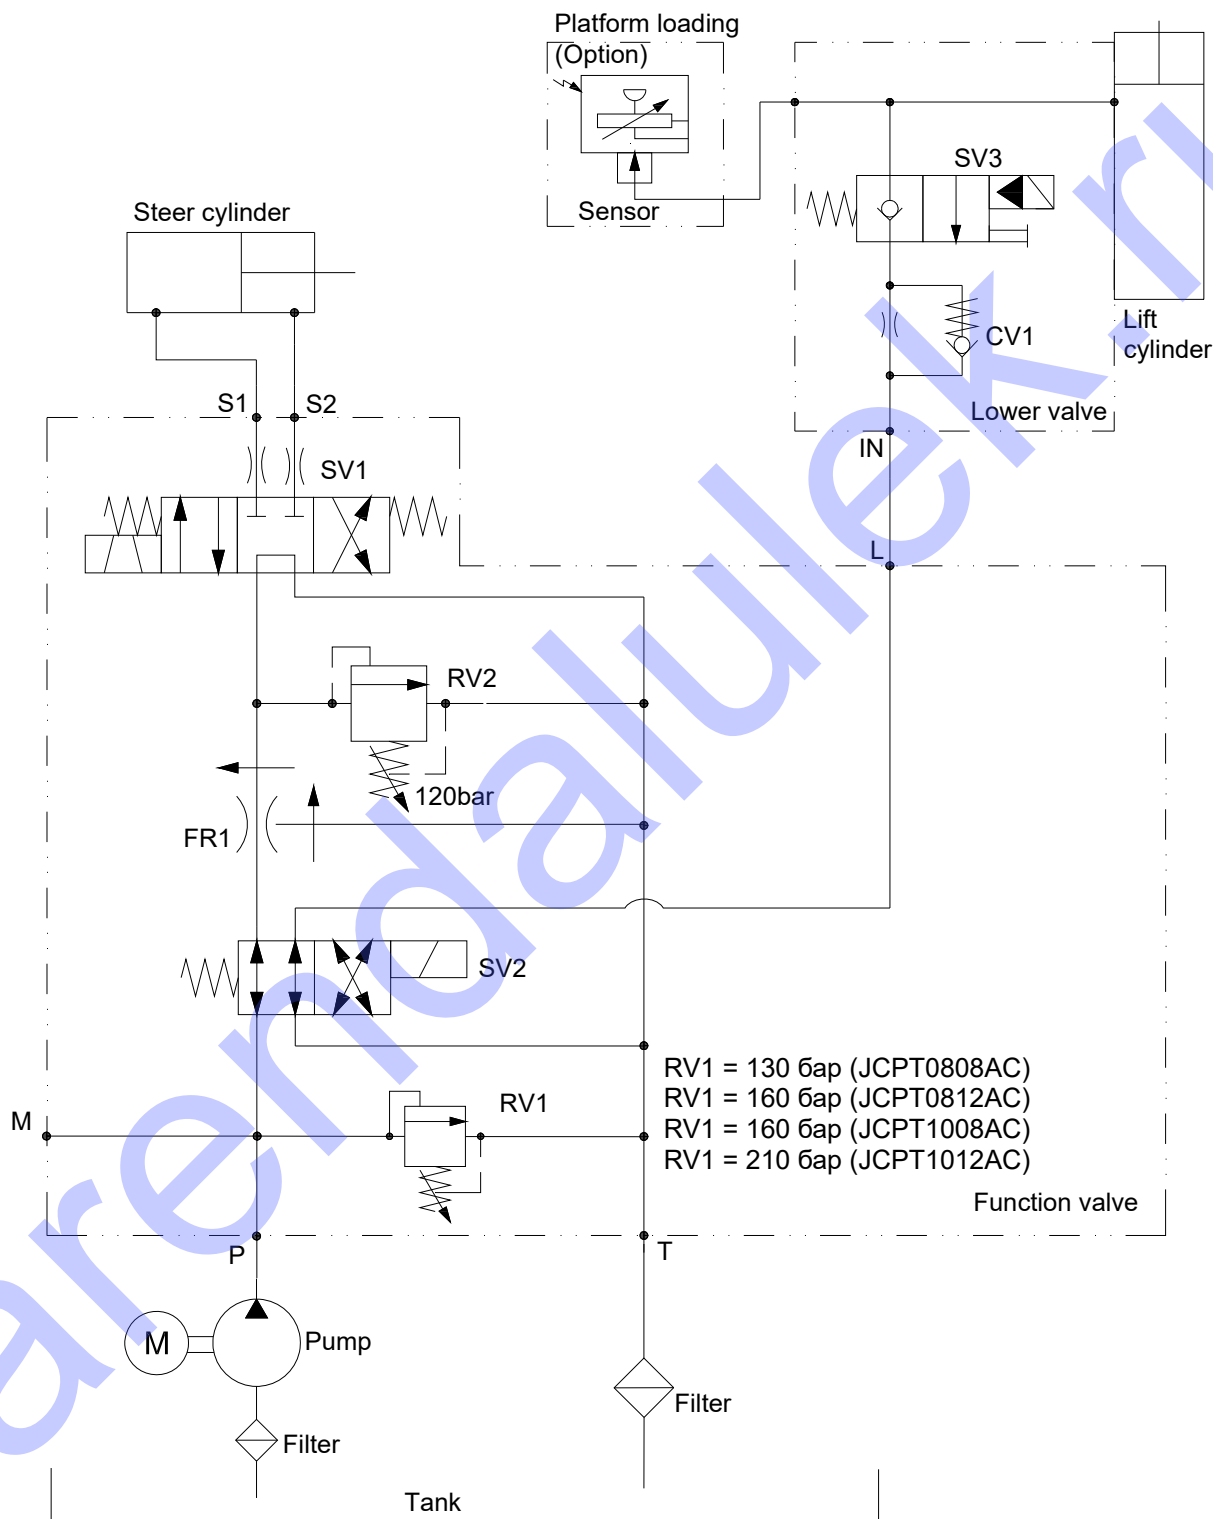 Platform loading
(Option)
Sensor
SV3
CV1
Lift
cylinder
Lower valve
IN
Steer cylinder
S1
S2
SV1
L
RV2
120bar
FR1
SV2
RV1 = 130 бар (JCPT0808AC)
RV1 = 160 бар (JCPT0812AC)
RV1 = 160 бар (JCPT1008AC)
RV1 = 210 бар (JCPT1012AC)
RV1
M
Function valve
P
T
M
Pump
Filter
Filter
Tank
arendalulek.ru